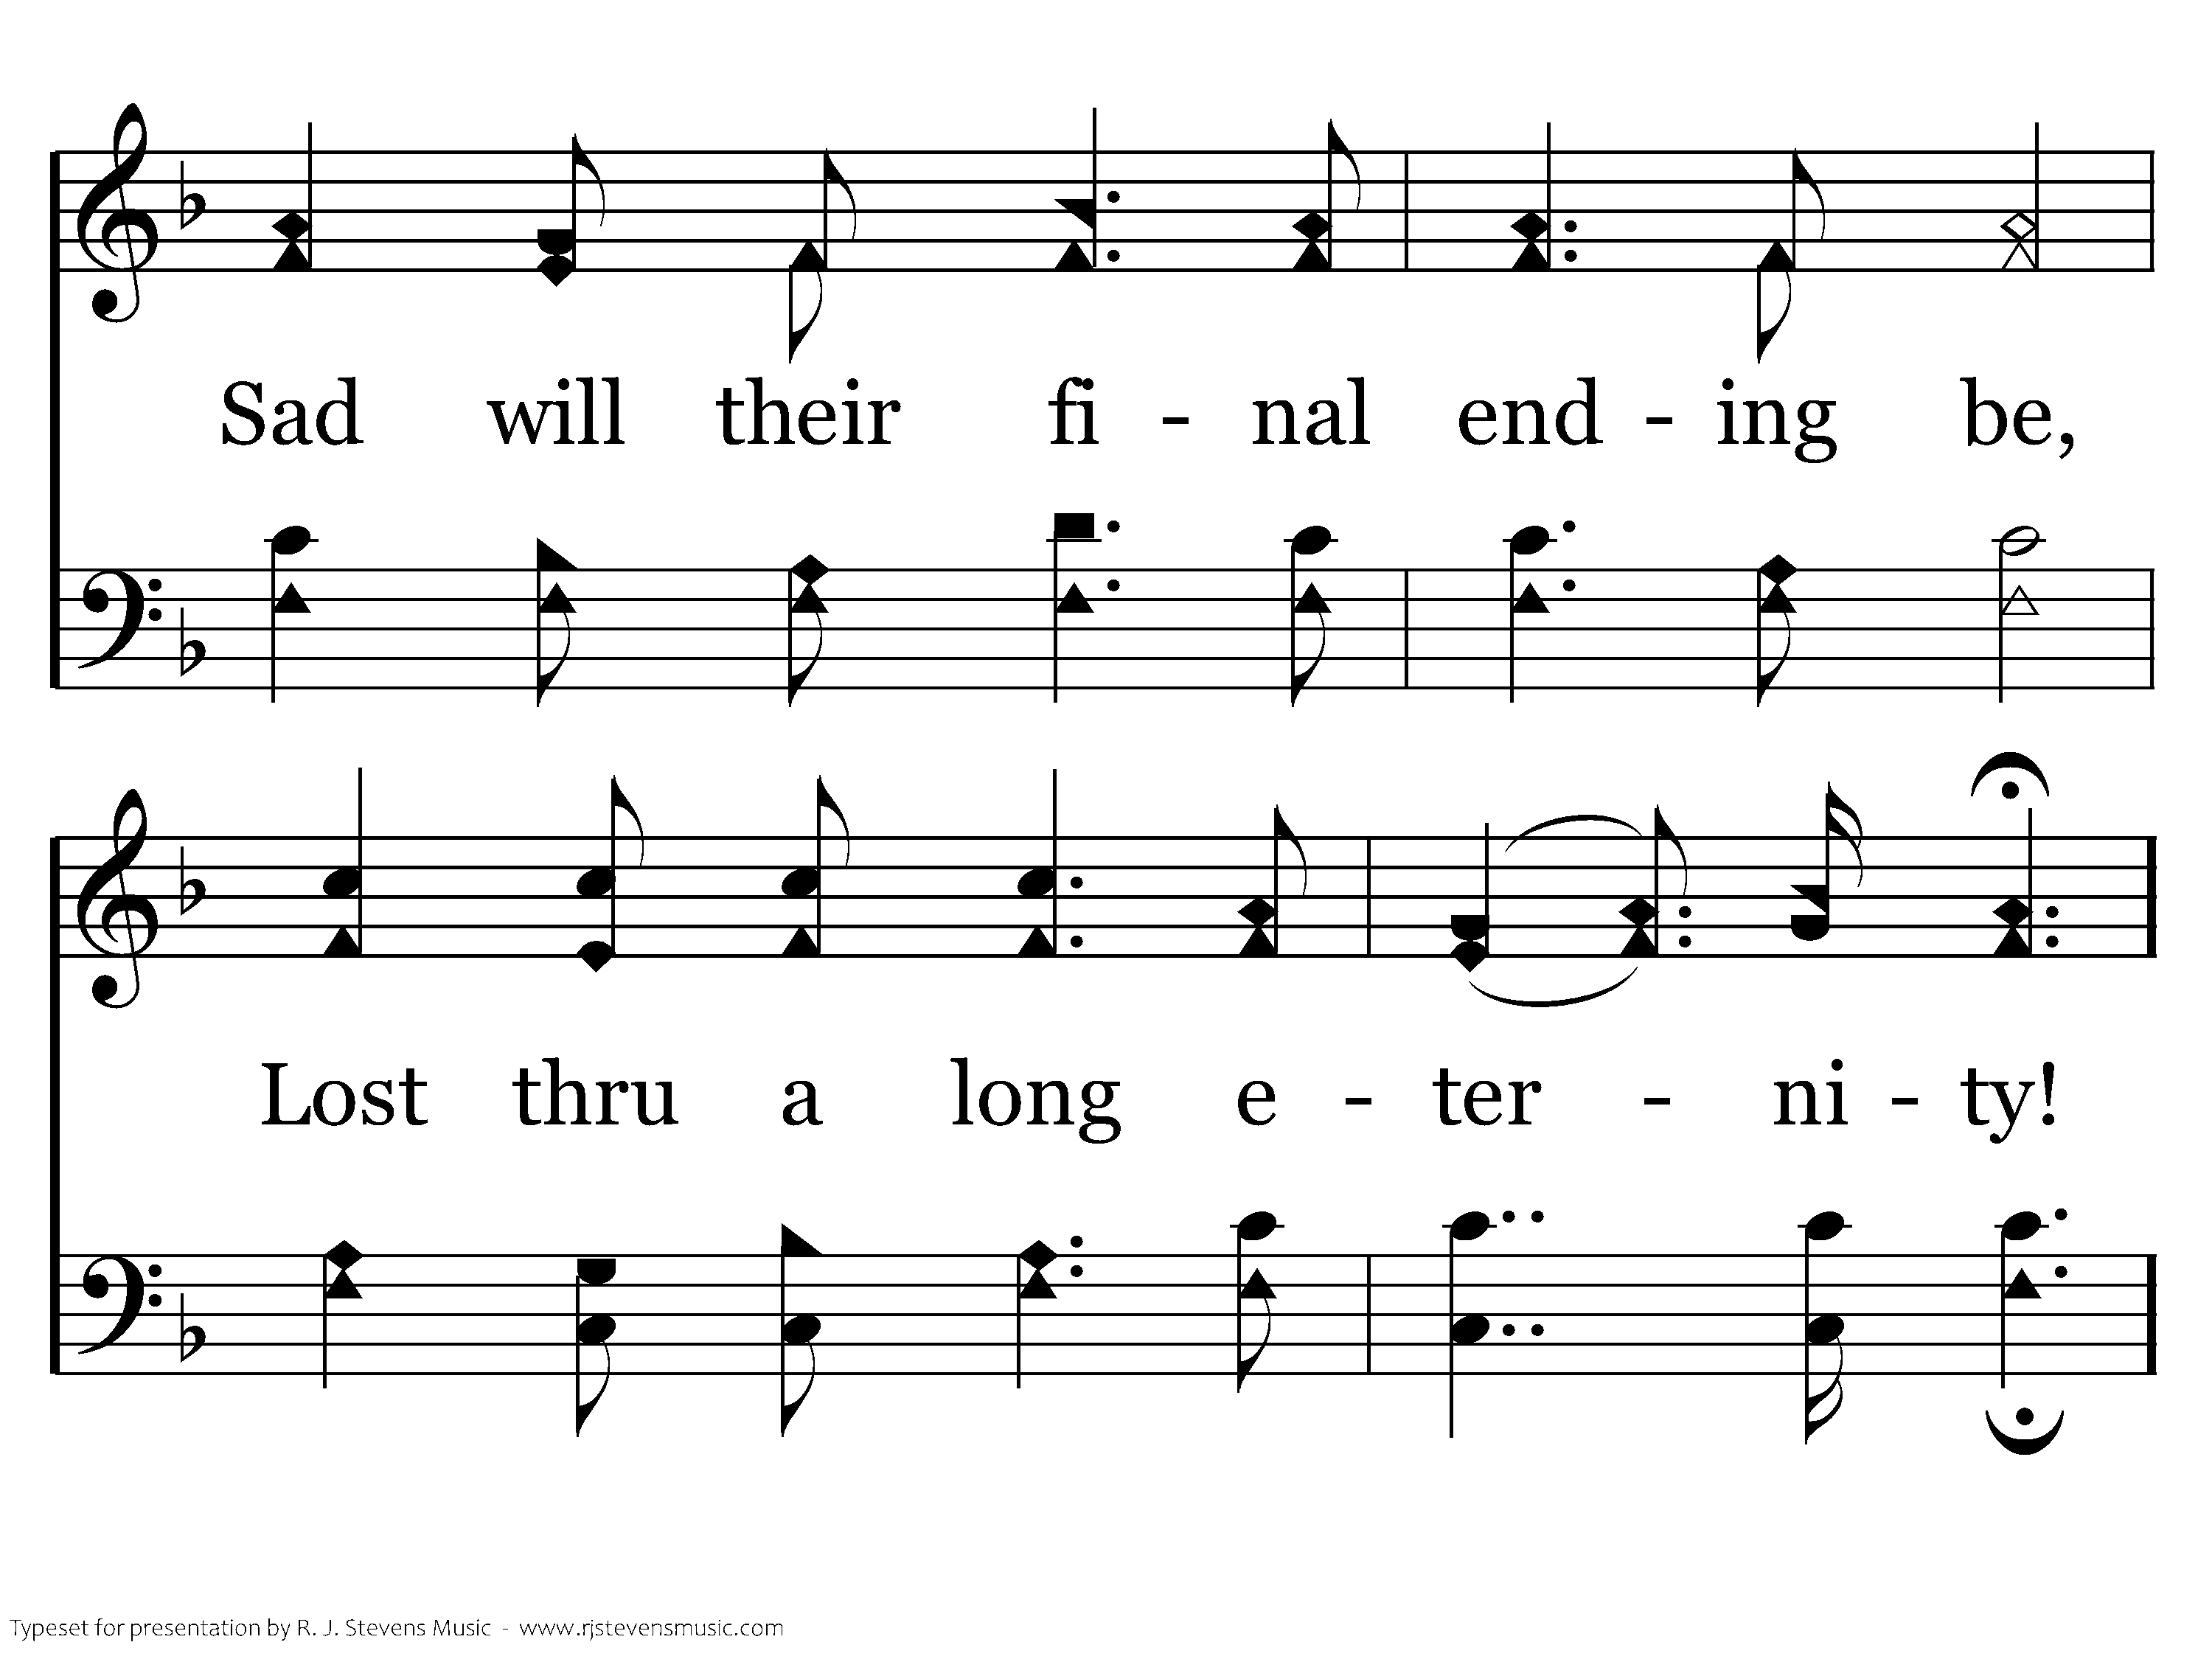 Sad will their fi - nal end - ing be,
Lost thru a long e - ter - ni - ty!
Typeset for presentation by R. J. Stevens Music - www.rjstevensmusic.com